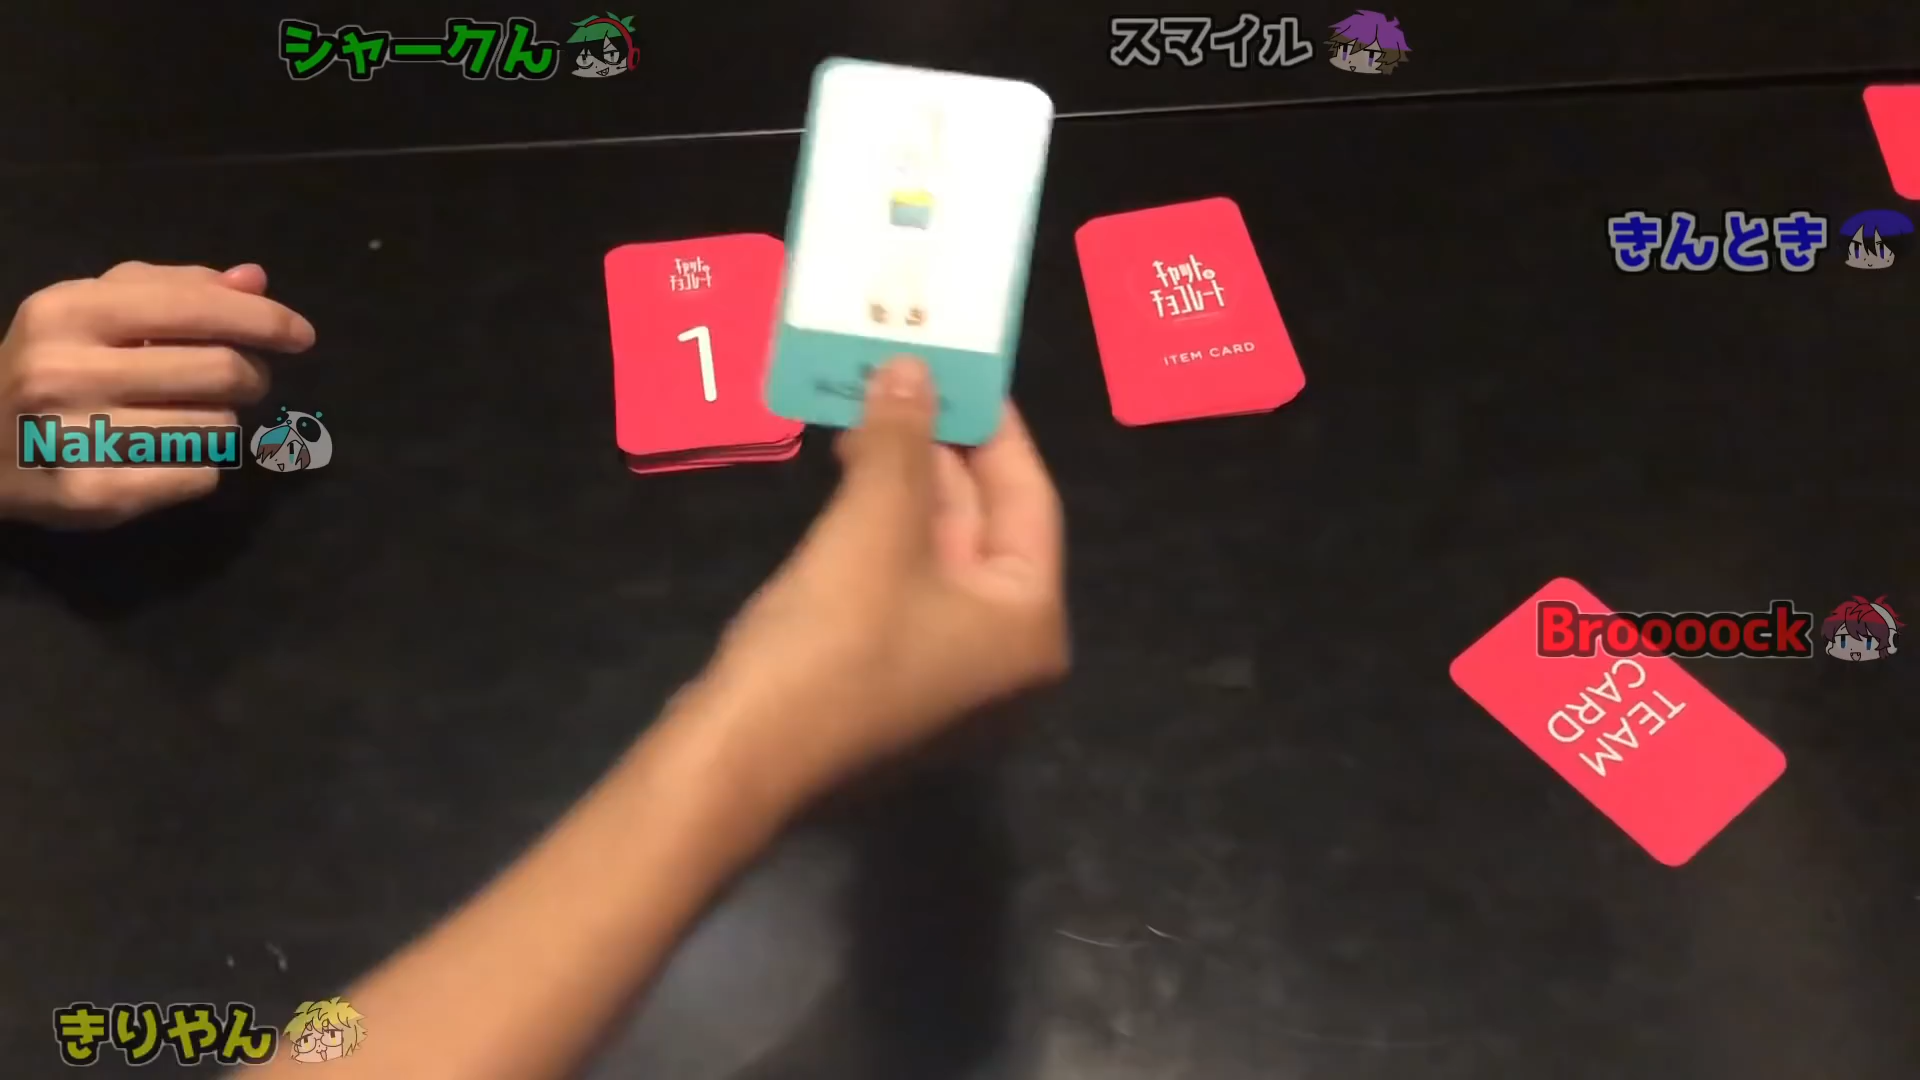 シャークん
スマイル
きんとき
キャット&
チョコレート
1
キャット&
チョコレート
ITEM CARD
Nakamu
Broooock
TEAM
CARD
きりやん